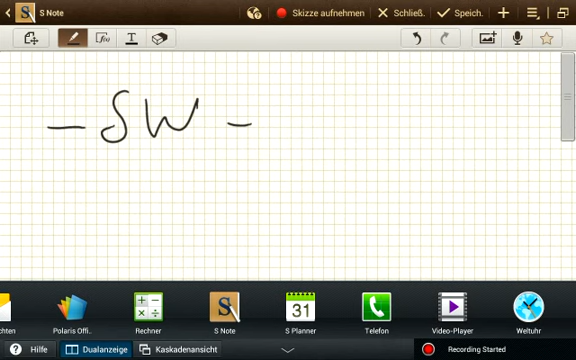 S Note
Skizze aufnehmen
Schließ.
Speich.
f(x)
T
- SW -
chten
Polaris Offi..
Rechner
S Note
31
S Planner
Telefon
Video-Player
Weltuhr
Hilfe
Dualanzeige
Kaskadenansicht
Recording Started